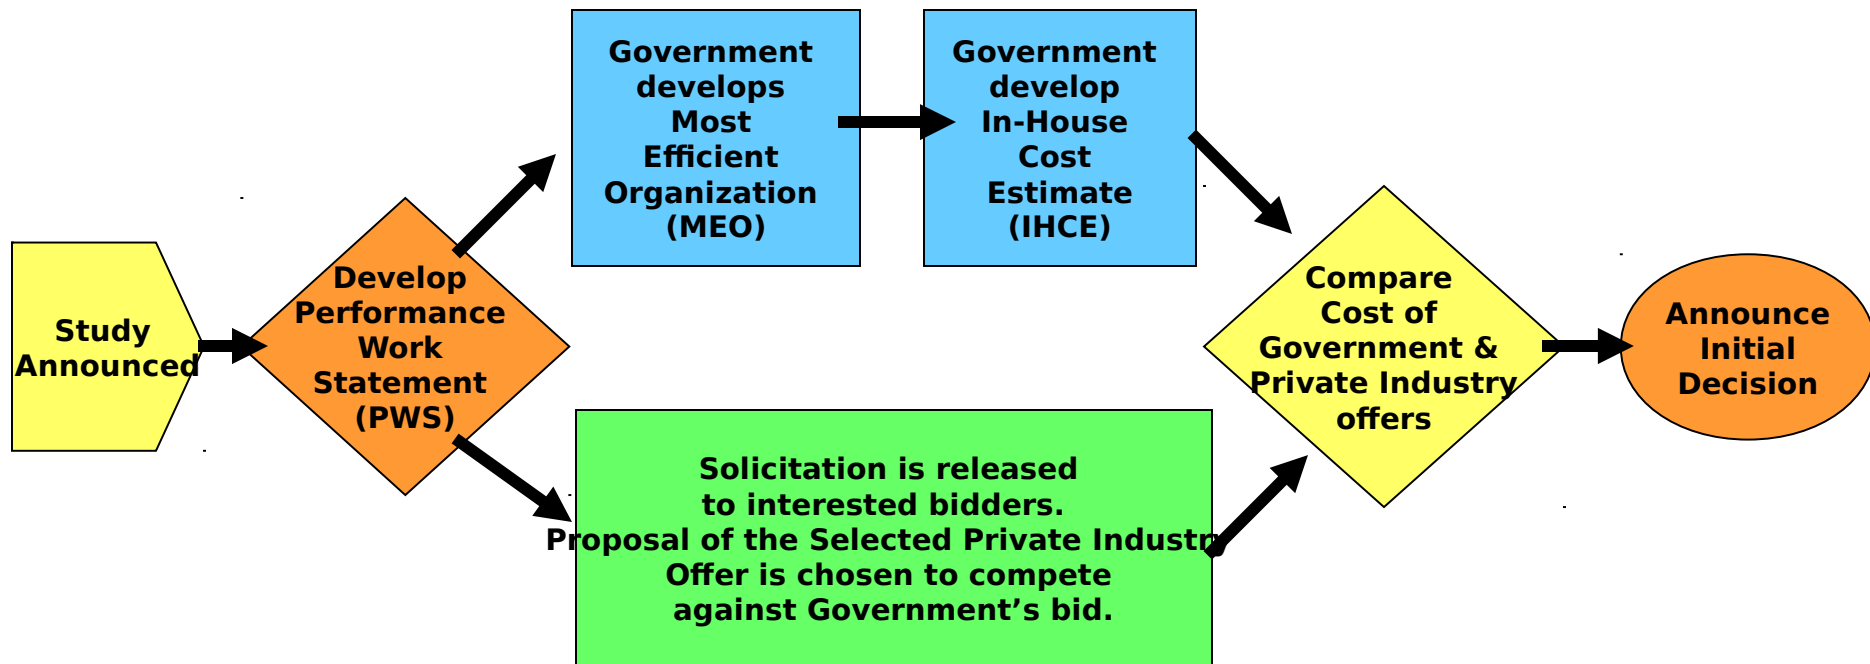 Study
Announced
Develop
Performance
Work
Statement
(PWS)
Government
develops
Most
Efficient
Organization
(MEO)
Government
develop
In-House
Cost
Estimate
(IHCE)
Solicitation is released
to interested bidders.
Proposal of the Selected Private Industry
Offer is chosen to compete
against Government’s bid.
Compare
Cost of
Government &
Private Industry
offers
Announce
Initial
Decision